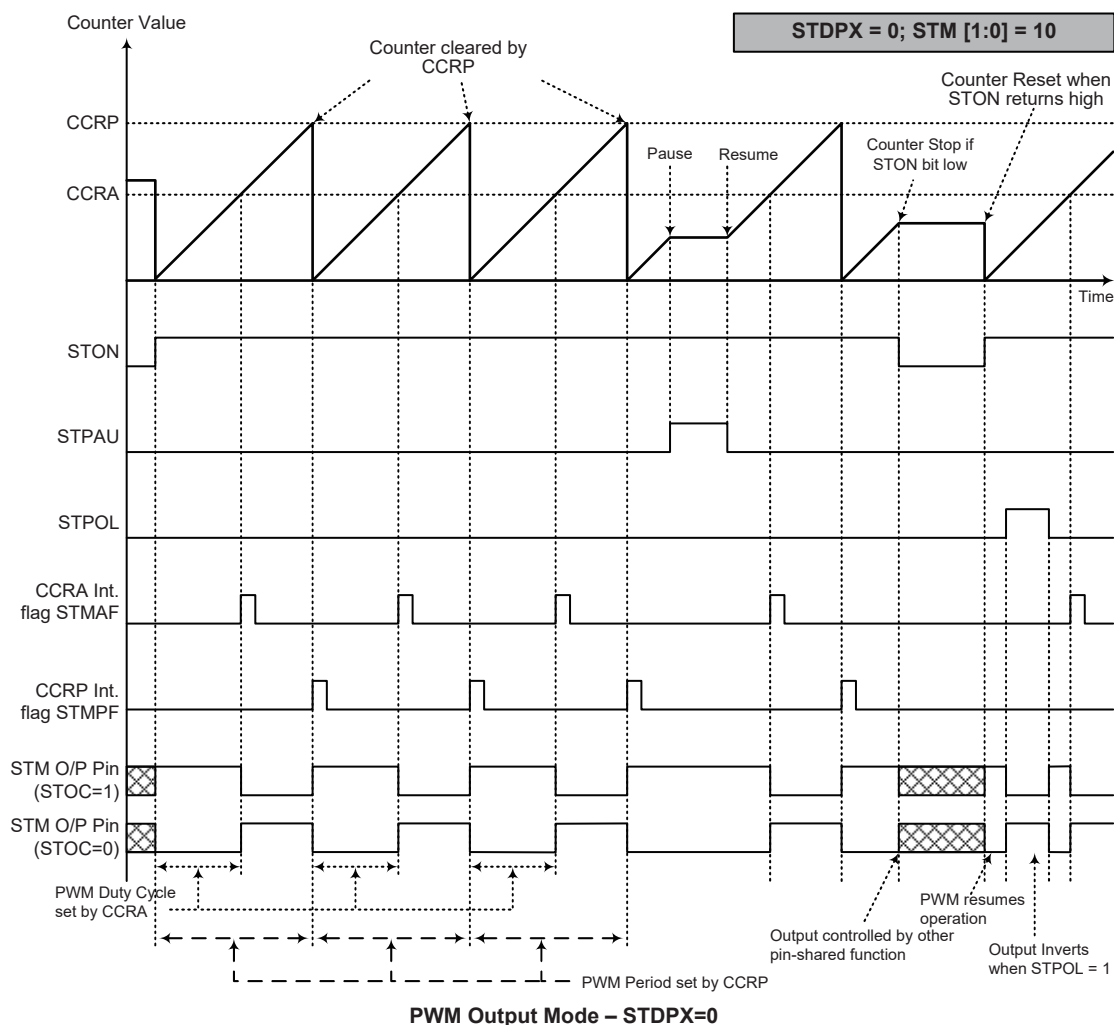 Counter Value
STDPX = 0; STM [1:0] = 10
Counter cleared by
CCRP
Counter Reset when
STON returns high
CCRP
Pause
Resume
Counter Stop if
STON bit low
CCRA
Time
STON
STPAU
STPOL
CCRA Int.
flag STMAF
CCRP Int.
flag STMPF
STM O/P Pin
(STOC=1)
STM O/P Pin
(STOC=0)
PWM Duty Cycle
set by CCRA
PWM resumes
operation
Output controlled by other
pin-shared function
Output Inverts
when STPOL = 1
PWM Period set by CCRP
PWM Output Mode – STDPX=0